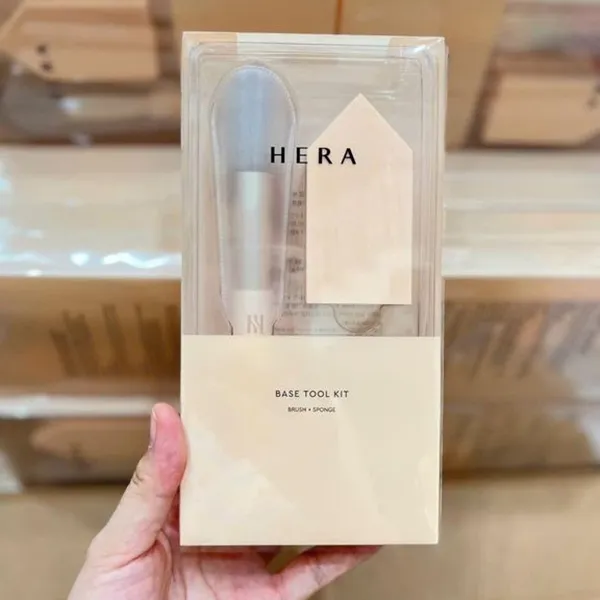 HERA
BASE TOOL KIT
BRUSH + SPONGE